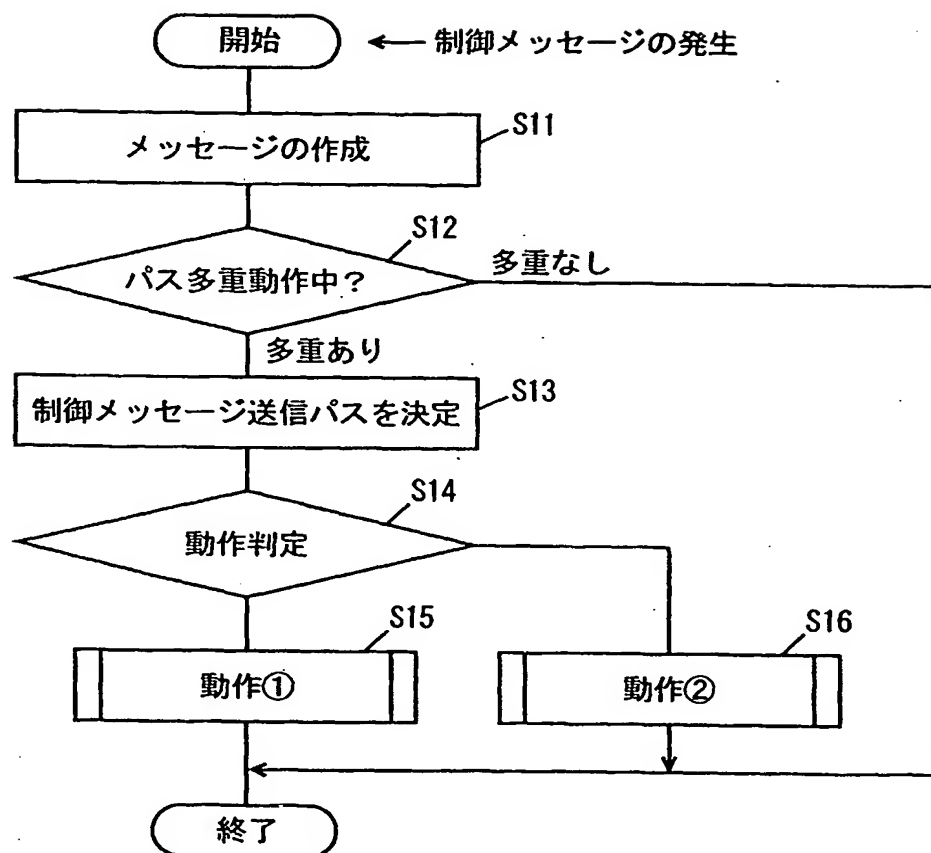 開始
制御メッセージの発生
S11
メッセージの作成
S12
パス多重動作中?
多重なし
多重あり
S13
制御メッセージ送信パスを決定
S14
動作判定
S15
動作①
S16
動作②
終了